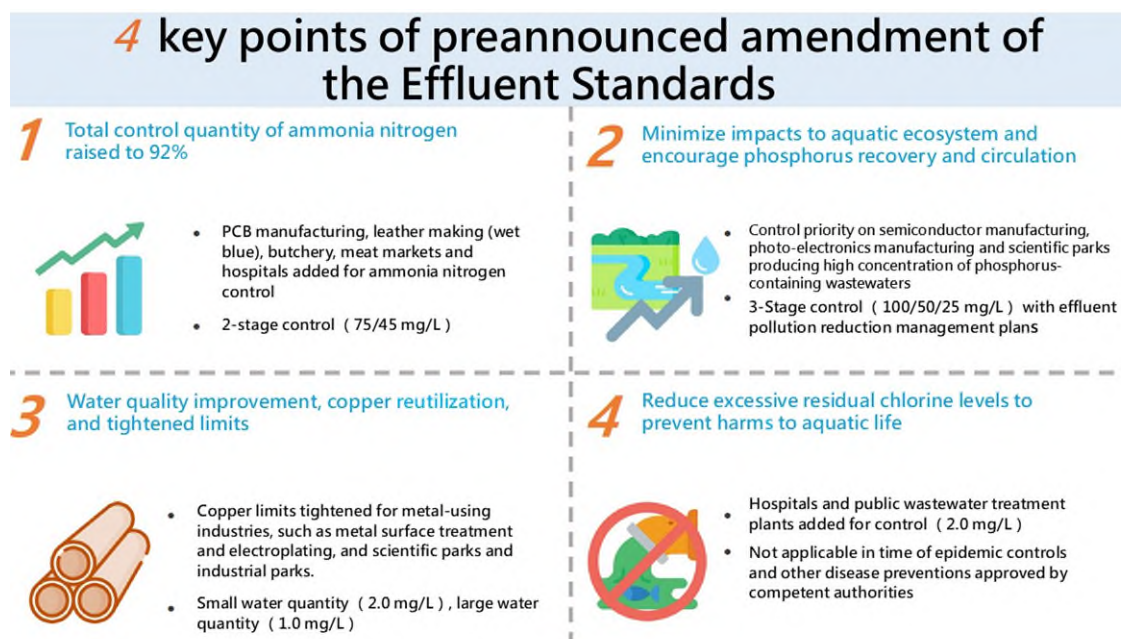 4 key points of preannounced amendment of
the Effluent Standards
1
Total control quantity of ammonia nitrogen
raised to 92%
• PCB manufacturing, leather making (wet
blue), butchery, meat markets and
hospitals added for ammonia nitrogen
control
• 2-stage control ( 75/45 mg/L )
2
Minimize impacts to aquatic ecosystem and
encourage phosphorus recovery and circulation
• Control priority on semiconductor manufacturing,
photo-electronics manufacturing and scientific parks
producing high concentration of phosphorus-
containing wastewaters
• 3-Stage control ( 100/50/25 mg/L ) with effluent
pollution reduction management plans
3
Water quality improvement, copper reutilization,
and tightened limits
• Copper limits tightened for metal-using
industries, such as metal surface treatment
and electroplating, and scientific parks and
industrial parks.
• Small water quantity ( 2.0 mg/L ) , large water
quantity ( 1.0 mg/L )
4
Reduce excessive residual chlorine levels to
prevent harms to aquatic life
• Hospitals and public wastewater treatment
plants added for control ( 2.0 mg/L )
• Not applicable in time of epidemic controls
and other disease preventions approved by
competent authorities